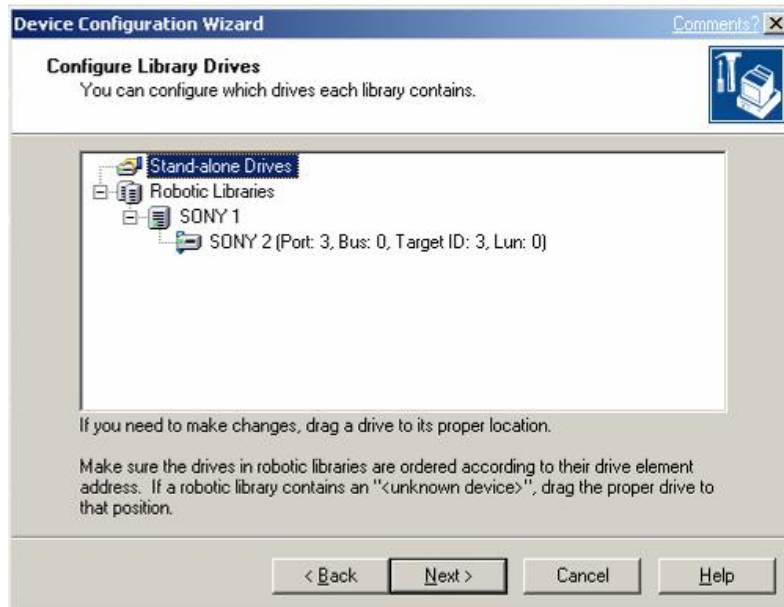 Device Configuration Wizard Comments?
Configure Library Drives
You can configure which drives each library contains.
Stand-alone Drives
Robotic Libraries
SONY 1
SONY 2 (Port: 3, Bus: 0, Target ID: 3, Lun: 0)
If you need to make changes, drag a drive to its proper location.
Make sure the drives in robotic libraries are ordered according to their drive element
address. If a robotic library contains an "<unknown device>", drag the proper drive to
that position.
< Back Next > Cancel Help